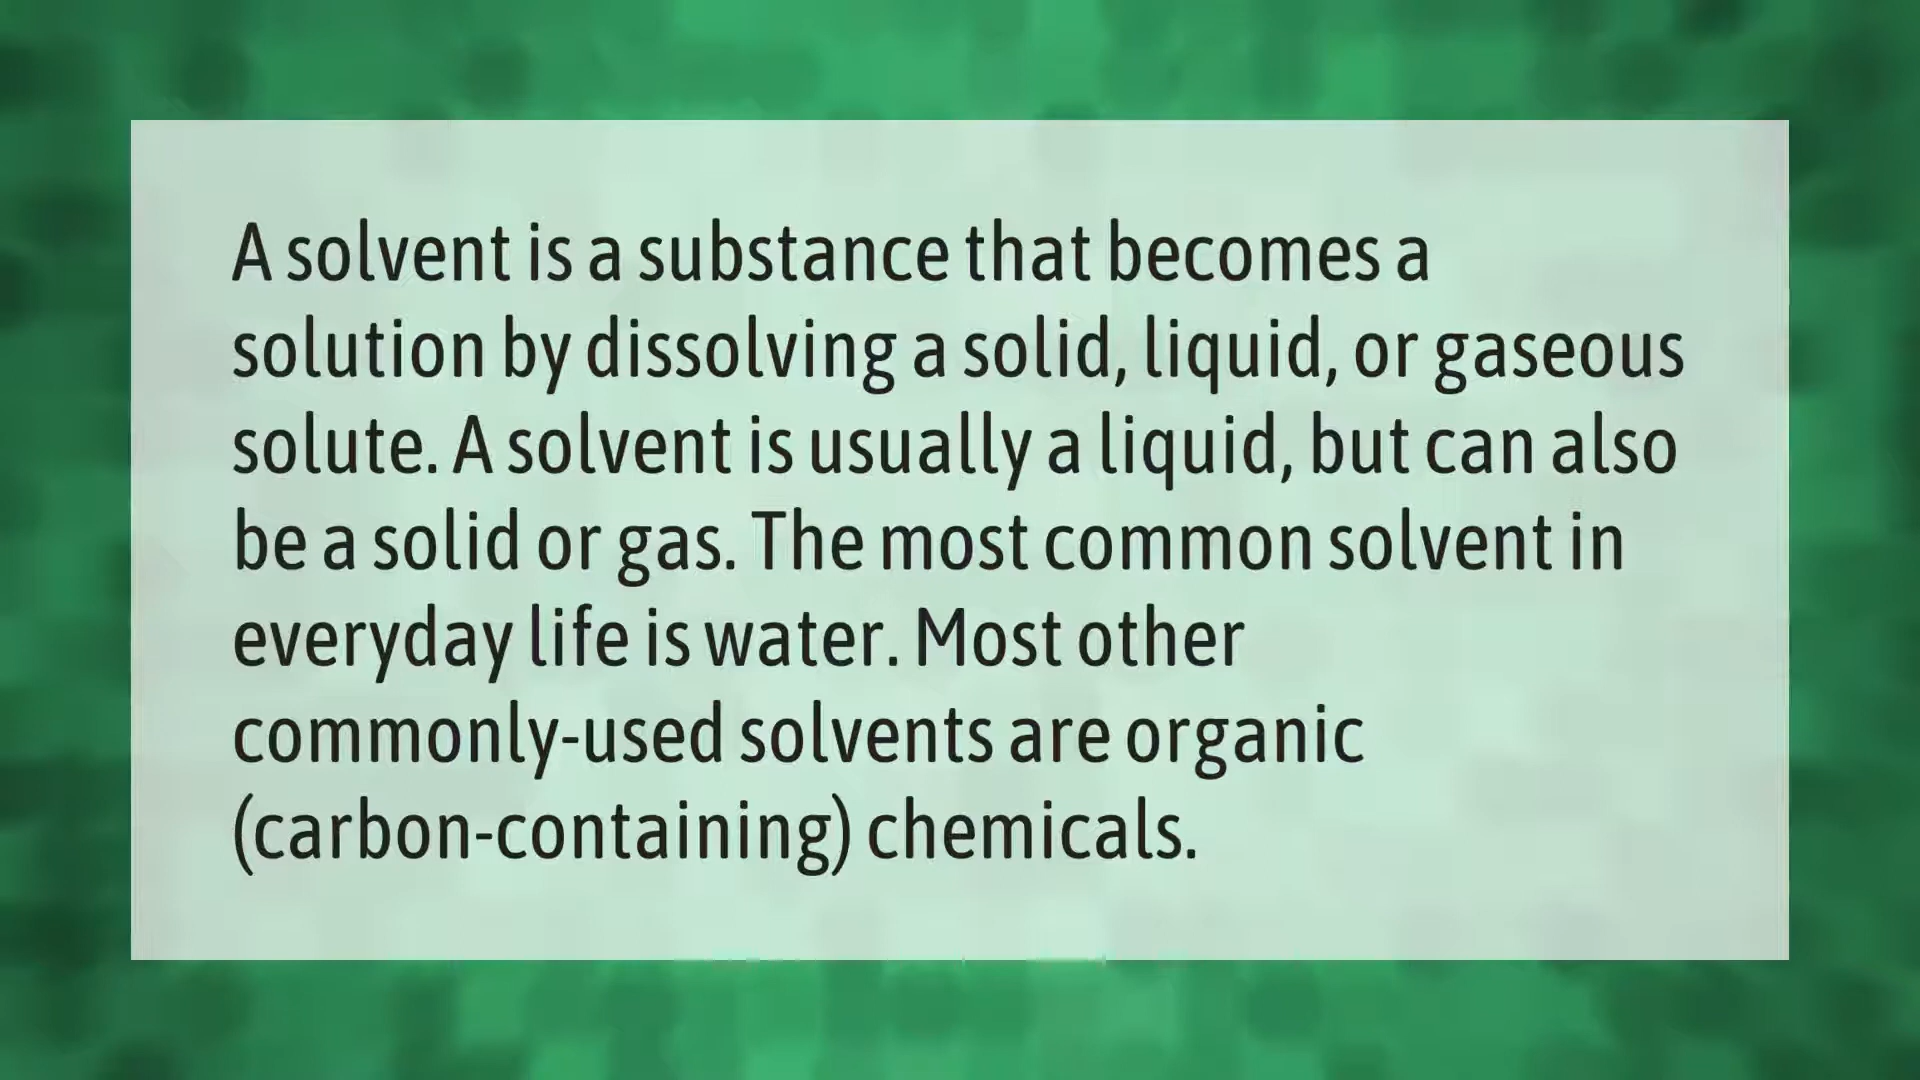 A solvent is a substance that becomes a
solution by dissolving a solid, liquid, or gaseous
solute. A solvent is usually a liquid, but can also
be a solid or gas. The most common solvent in
everyday life is water. Most other
commonly-used solvents are organic
(carbon-containing) chemicals.